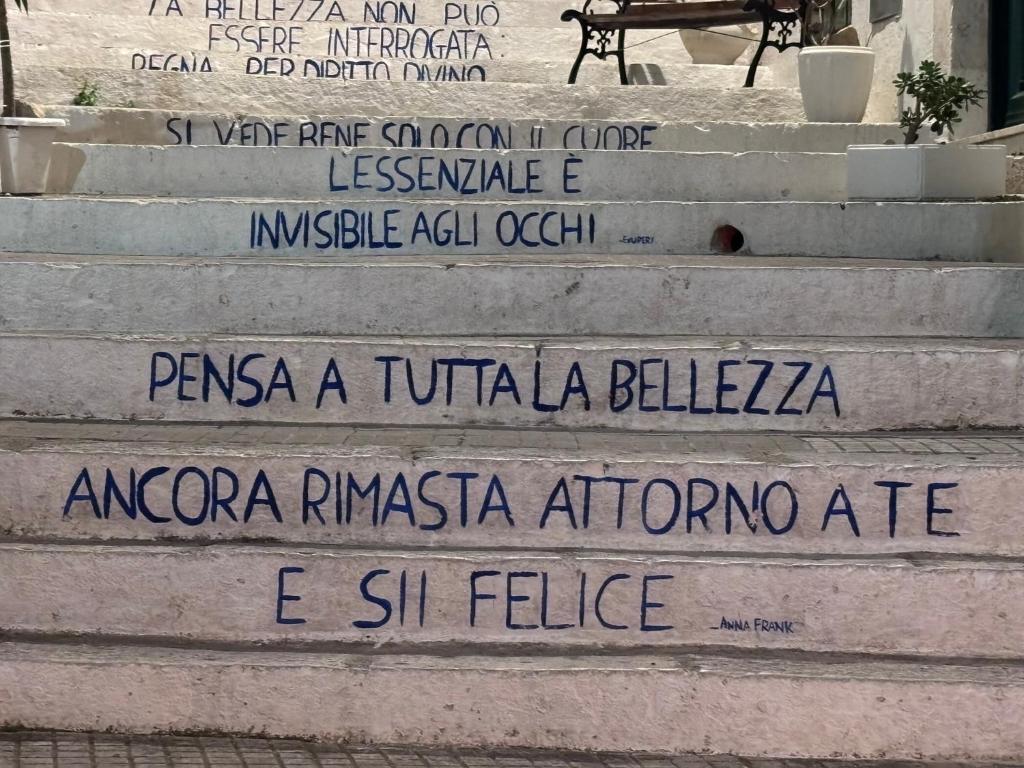 LA BELLEZZA NON PUÒ
ESSERE INTERROGATA:
REGNA PER DIRITTO DIVINO
SI VEDE BENE SOLO CON IL CUORE
L'ESSENZIALE È
INVISIBILE AGLI OCCHI
PENSA A TUTTA LA BELLEZZA
ANCORA RIMASTA ATTORNO A TE
E SII FELICE
_ANNA FRANK